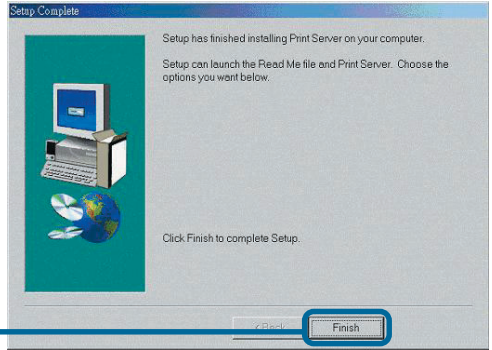 Setup Complete
Setup has finished installing Print Server on your computer.
Setup can launch the Read Me file and Print Server. Choose the
options you want below.
Click Finish to complete Setup.
< Back
Finish